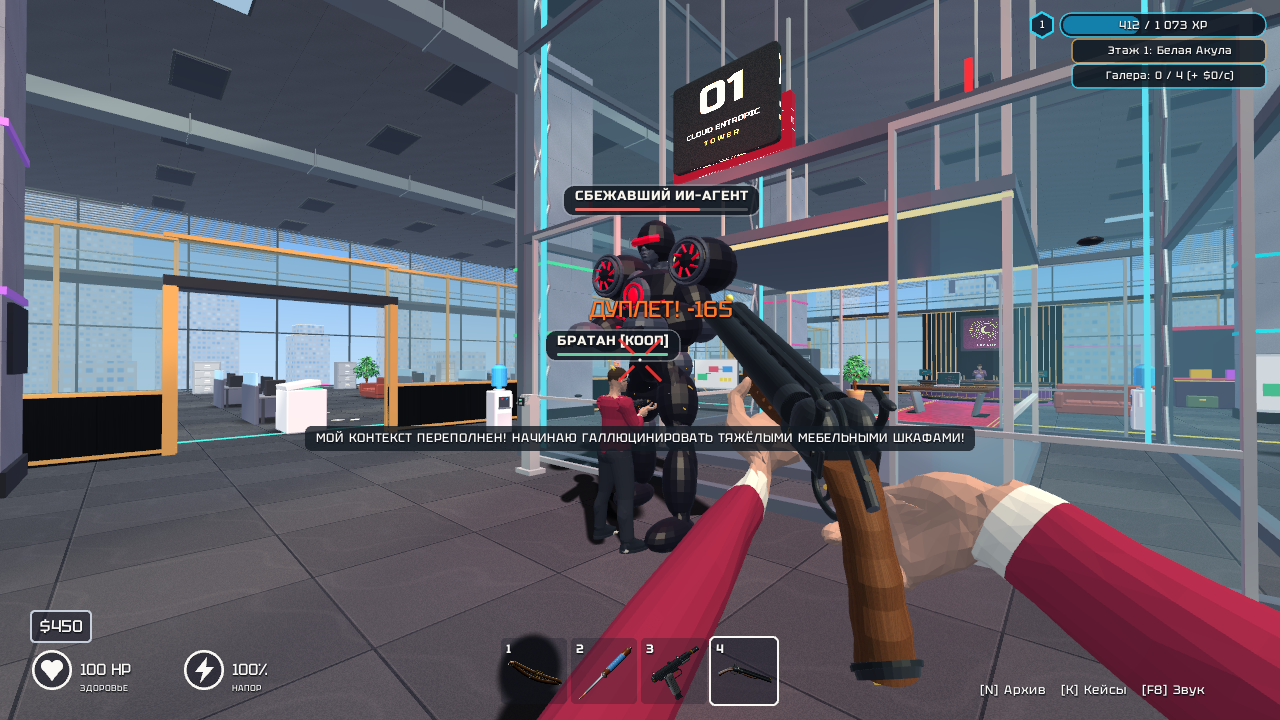 1
412 / 1 073 XP
Этаж 1: Белая Акула
Галера: 0 / 4 (+ $0/с)
01
CLOUD ENTROPIC
TOWER
СБЕЖАВШИЙ ИИ-АГЕНТ
ДУПЛЕТ! -165
БРАТАН [КООП]
МОЙ КОНТЕКСТ ПЕРЕПОЛНЕН! НАЧИНАЮ ГАЛЛЮЦИНИРОВАТЬ ТЯЖЁЛЫМИ МЕБЕЛЬНЫМИ ШКАФАМИ!
$450
100 HP
ЗДОРОВЬЕ
100%
НАПОР
1
2
3
4
[N] Архив
[K] Кейсы
[F8] Звук